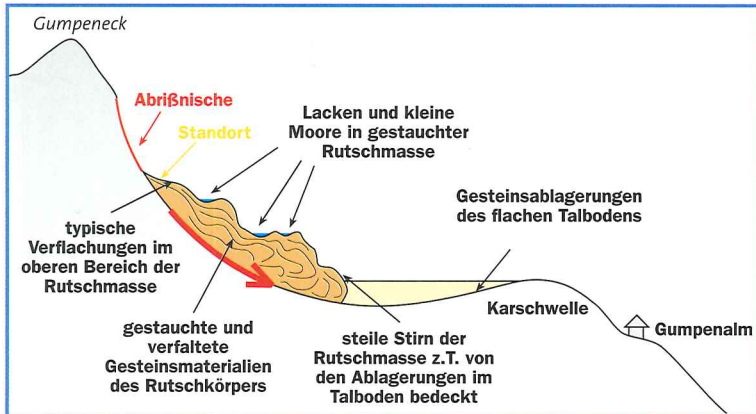 Gumpeneck
Abrißnische
Standort
Lacken und kleine
Moore in gestauchter
Rutschmasse
Gesteinsablagerungen
des flachen Talbodens
typische
Verflachungen im
oberen Bereich der
Rutschmasse
gestauchte und
verfaltete
Gesteinsmaterialien
des Rutschkörpers
steile Stirn der
Rutschmasse z.T. von
den Ablagerungen im
Talboden bedeckt
Karschwelle
Gumpenalm